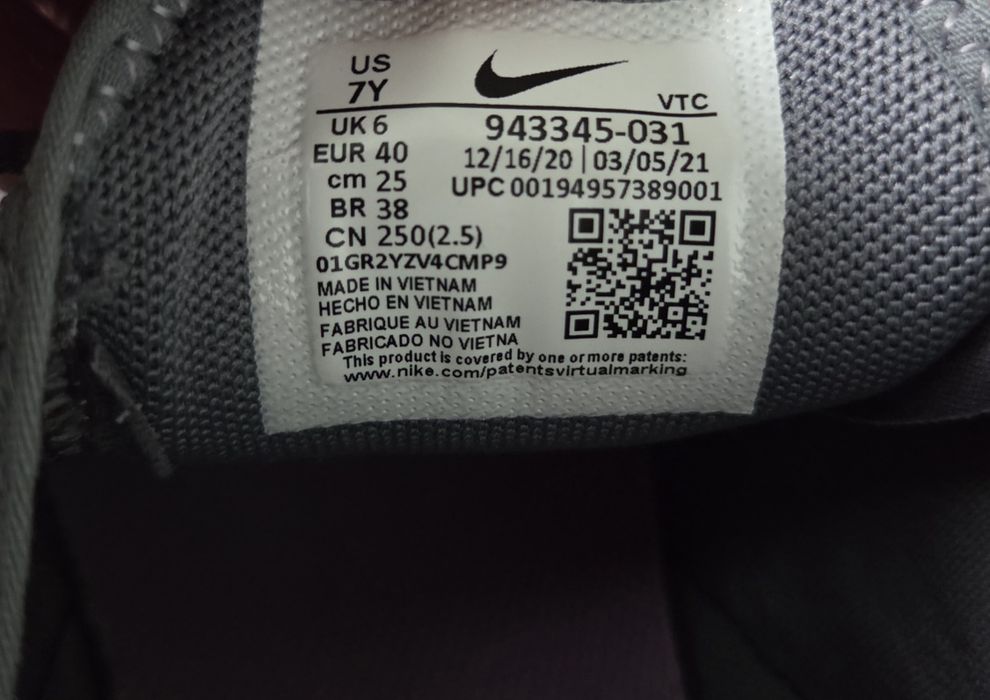 US
7Y
VTC
UK 6
943345-031
EUR 40
12/16/20 | 03/05/21
cm 25
UPC 00194957389001
BR 38
CN 250(2.5)
01GR2YZV4CMP9
MADE IN VIETNAM
HECHO EN VIETNAM
FABRIQUE AU VIETNAM
FABRICADO NO VIETNA
This product is covered by one or more patents:
www.nike.com/patentsvirtualmarking